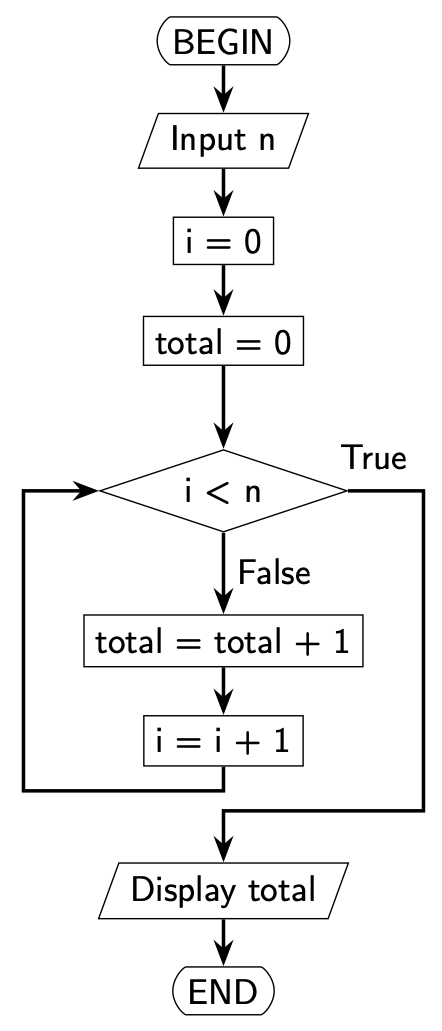 BEGIN
Input n
i = 0
total = 0
i < n
True
False
total = total + 1
i = i + 1
Display total
END